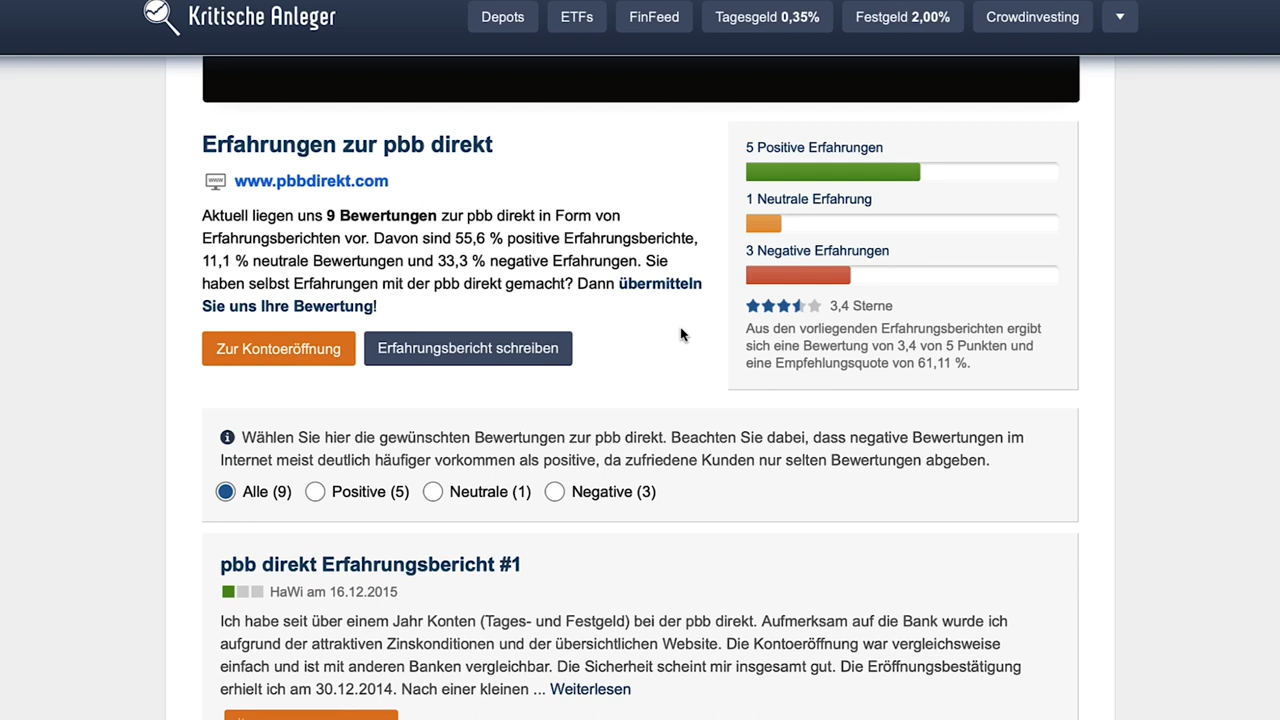 Kritische Anleger
Depots
ETFs
FinFeed
Tagesgeld 0,35%
Festgeld 2,00%
Crowdinvesting
Erfahrungen zur pbb direkt
www.pbbdirekt.com
Aktuell liegen uns 9 Bewertungen zur pbb direkt in Form von
Erfahrungsberichten vor. Davon sind 55,6 % positive Erfahrungsberichte,
11,1 % neutrale Bewertungen und 33,3 % negative Erfahrungen. Sie
haben selbst Erfahrungen mit der pbb direkt gemacht? Dann übermitteln
Sie uns Ihre Bewertung!
Zur Kontoeröffnung
Erfahrungsbericht schreiben
5 Positive Erfahrungen
1 Neutrale Erfahrung
3 Negative Erfahrungen
3,4 Sterne
Aus den vorliegenden Erfahrungsberichten ergibt
sich eine Bewertung von 3,4 von 5 Punkten und
eine Empfehlungsquote von 61,11 %.
Wählen Sie hier die gewünschten Bewertungen zur pbb direkt. Beachten Sie dabei, dass negative Bewertungen im
Internet meist deutlich häufiger vorkommen als positive, da zufriedene Kunden nur selten Bewertungen abgeben.
Alle (9) Positive (5) Neutrale (1) Negative (3)
pbb direkt Erfahrungsbericht #1
HaWi am 16.12.2015
Ich habe seit über einem Jahr Konten (Tages- und Festgeld) bei der pbb direkt. Aufmerksam auf die Bank wurde ich
aufgrund der attraktiven Zinskonditionen und der übersichtlichen Website. Die Kontoeröffnung war vergleichsweise
einfach und ist mit anderen Banken vergleichbar. Die Sicherheit scheint mir insgesamt gut. Die Eröffnungsbestätigung
erhielt ich am 30.12.2014. Nach einer kleinen ... Weiterlesen